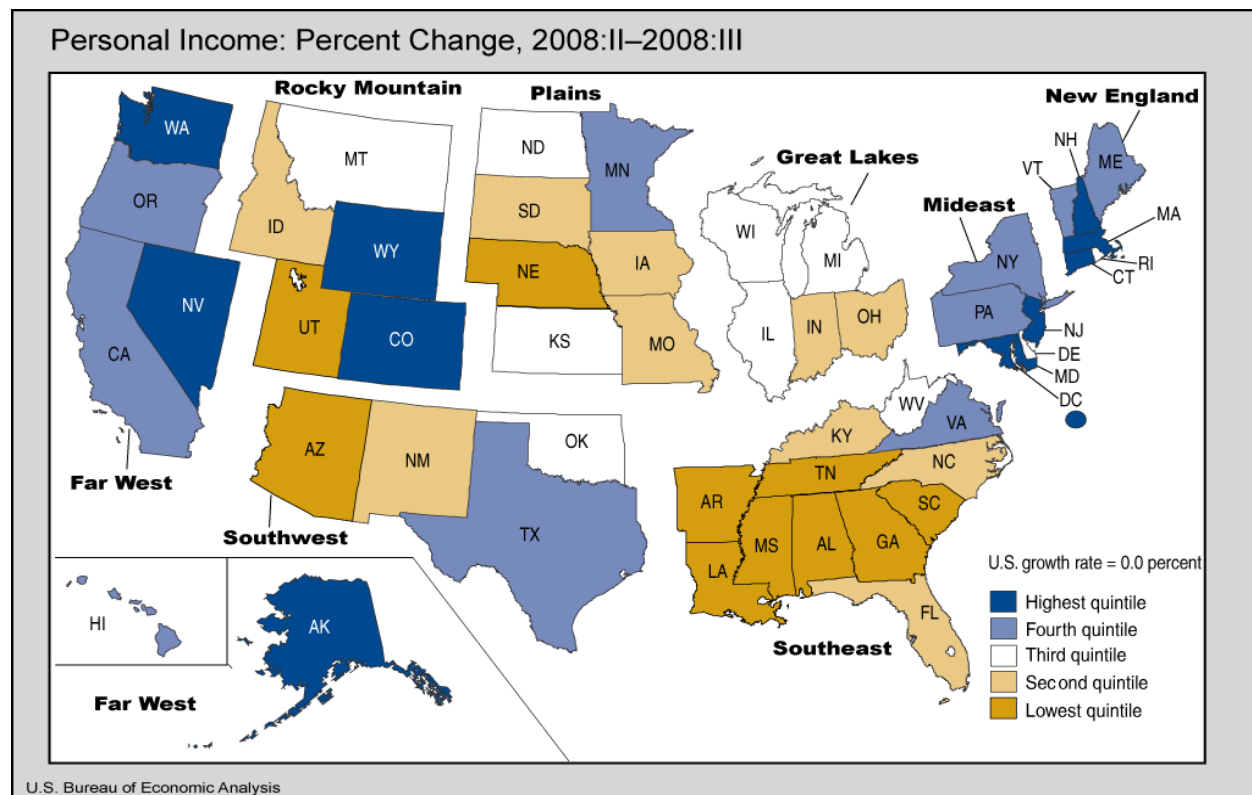 Personal Income: Percent Change, 2008:II–2008:III
Rocky Mountain
Plains
New England
WA
MT
ND
MN
NH
ME
VT
Great Lakes
OR
ID
SD
WI
MI
Mideast
MA
WY
NE
IA
NY
RI
CT
NV
UT
CO
KS
MO
IL
IN
OH
PA
NJ
CA
DE
MD
DC
WV
VA
KY
AZ
NM
OK
NC
Far West
TN
AR
SC
Southwest
TX
MS
AL
GA
LA
U.S. growth rate = 0.0 percent
HI
AK
FL
Highest quintile
Fourth quintile
Southeast
Third quintile
Second quintile
Far West
Lowest quintile
U.S. Bureau of Economic Analysis